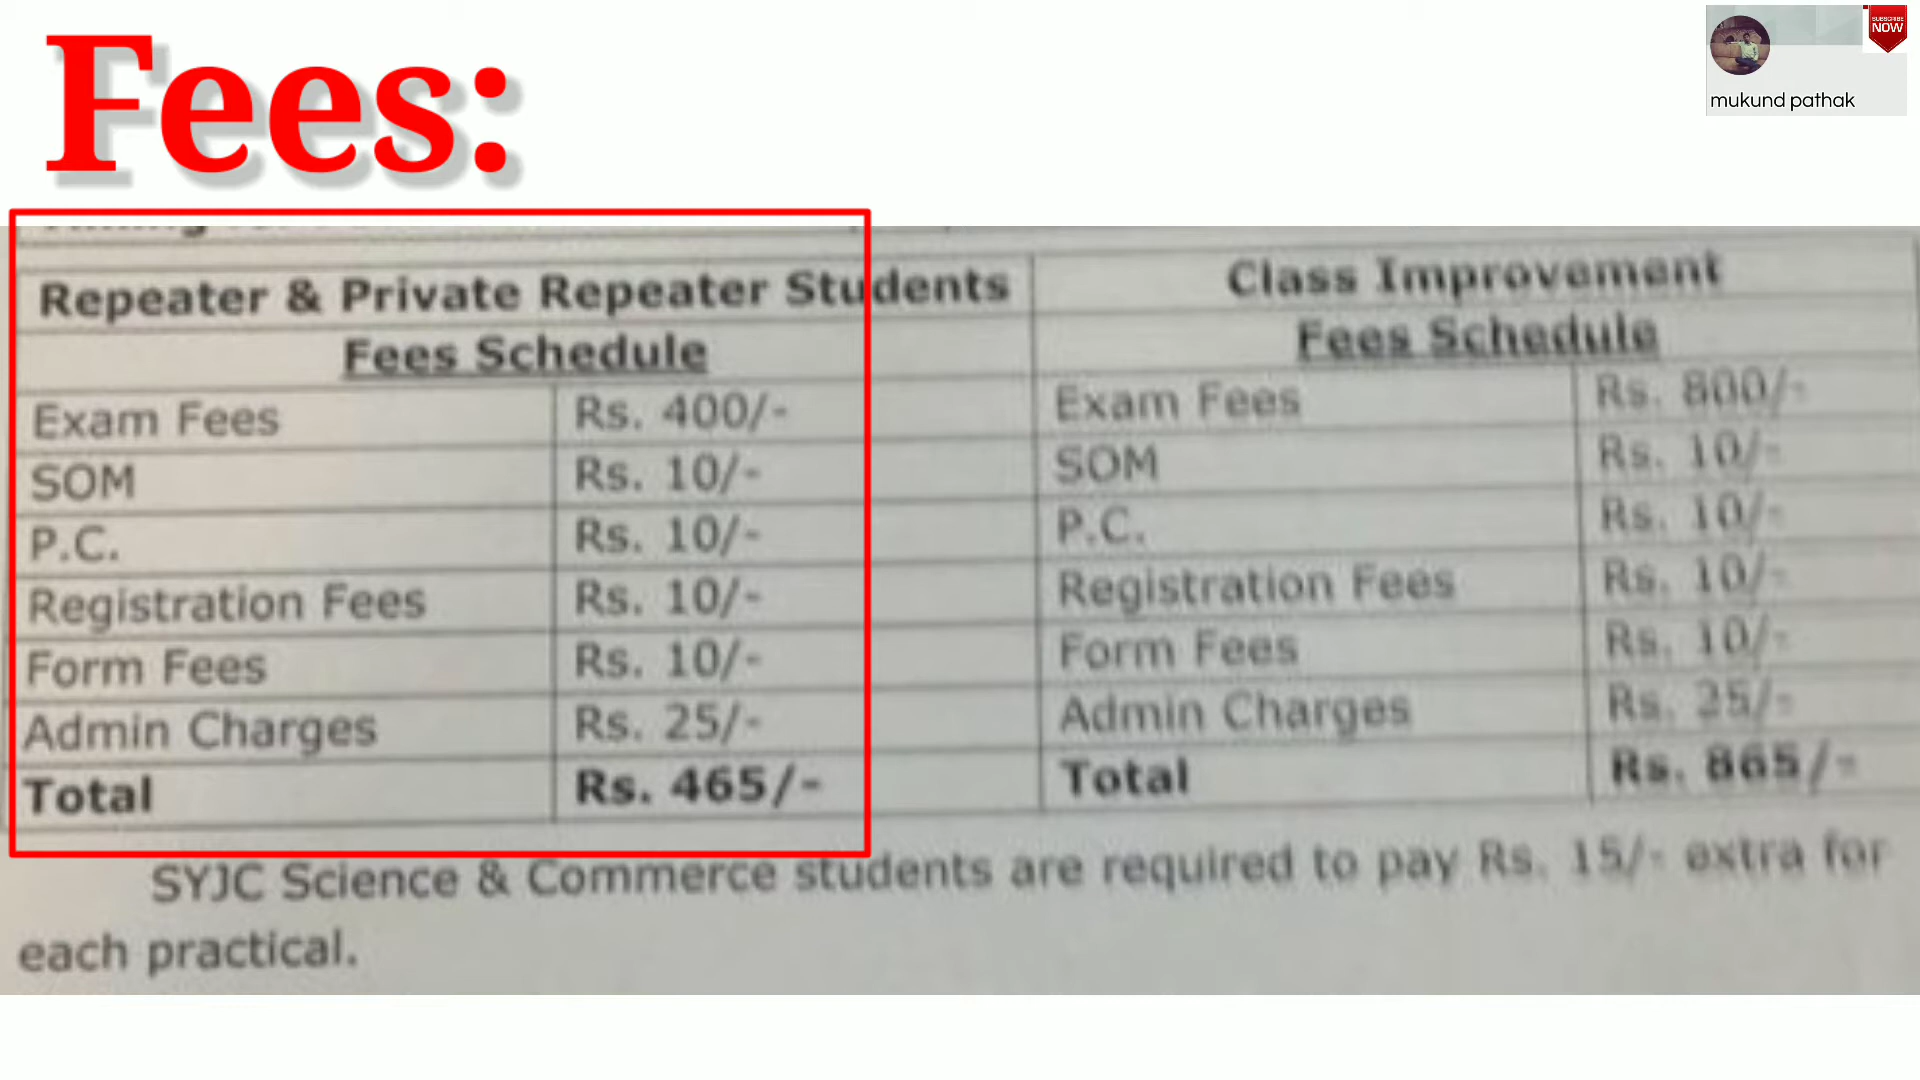 Fees:
SUBSCRIBE
NOW
mukund pathak
Repeater & Private Repeater Students
Class Improvement
Fees Schedule
Fees Schedule
Exam Fees Rs. 400/- Exam Fees Rs. 800/-
SOM Rs. 10/- SOM Rs. 10/-
P.C. Rs. 10/- P.C. Rs. 10/-
Registration Fees Rs. 10/- Registration Fees Rs. 10/-
Form Fees Rs. 10/- Form Fees Rs. 10/-
Admin Charges Rs. 25/- Admin Charges Rs. 25/-
Total Rs. 465/- Total Rs. 865/-
SYJC Science & Commerce students are required to pay Rs. 15/- extra for
each practical.